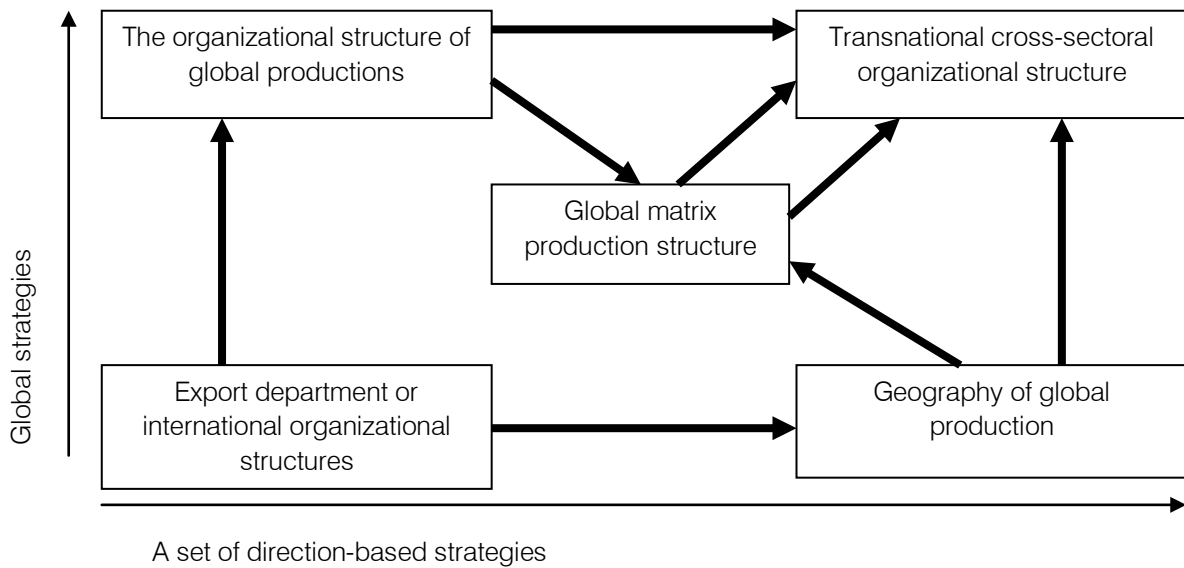 The organizational structure of
global productions
Transnational cross-sectoral
organizational structure
Global matrix
production structure
Global strategies
Export department or
international organizational
structures
Geography of global
production
A set of direction-based strategies